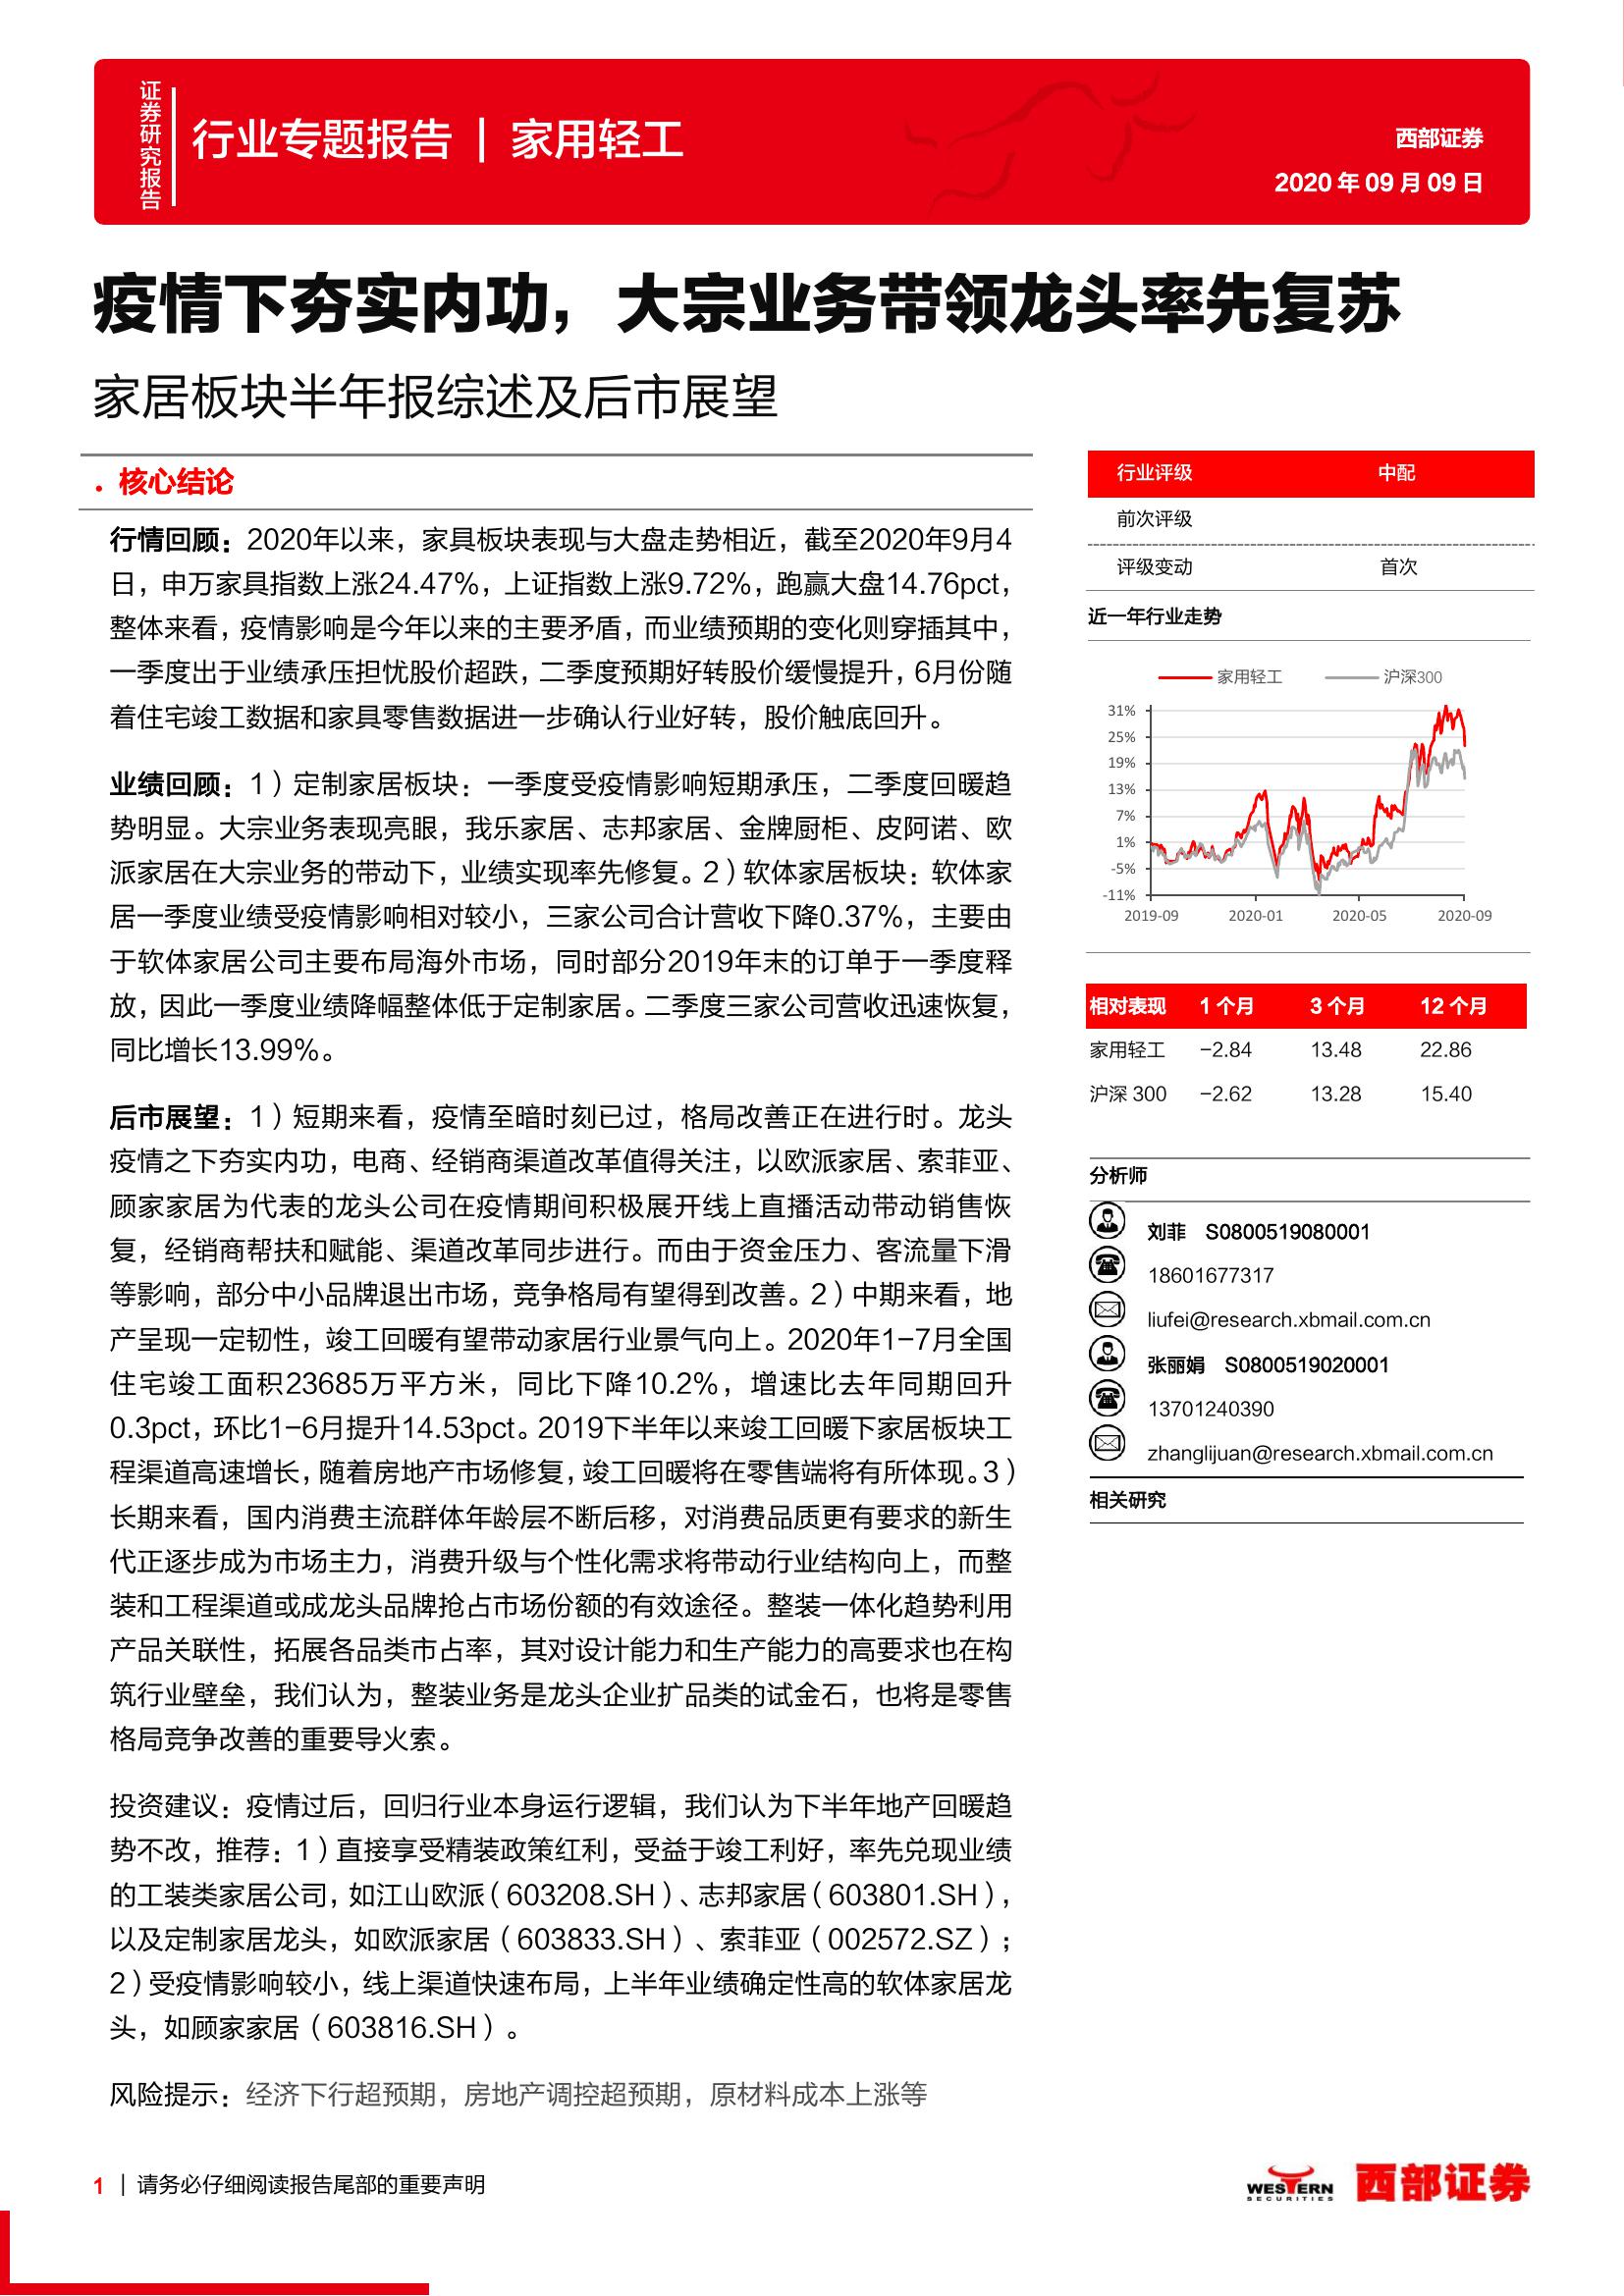 证券研究报告
行业专题报告 | 家用轻工
西部证券
2020 年 09 月 09 日
疫情下夯实内功，大宗业务带领龙头率先复苏
家居板块半年报综述及后市展望
• 核心结论
行情回顾：2020年以来，家具板块表现与大盘走势相近，截至2020年9月4
日，申万家具指数上涨24.47%，上证指数上涨9.72%，跑赢大盘14.76pct，
整体来看，疫情影响是今年以来的主要矛盾，而业绩预期的变化则穿插其中，
一季度出于业绩承压担忧股价超跌，二季度预期好转股价缓慢提升，6月份随
着住宅竣工数据和家具零售数据进一步确认行业好转，股价触底回升。
业绩回顾：1）定制家居板块：一季度受疫情影响短期承压，二季度回暖趋
势明显。大宗业务表现亮眼，我乐家居、志邦家居、金牌厨柜、皮阿诺、欧
派家居在大宗业务的带动下，业绩实现率先修复。2）软体家居板块：软体家
居一季度业绩受疫情影响相对较小，三家公司合计营收下降0.37%，主要由
于软体家居公司主要布局海外市场，同时部分2019年末的订单于一季度释
放，因此一季度业绩降幅整体低于定制家居。二季度三家公司营收迅速恢复，
同比增长13.99%。
后市展望：1）短期来看，疫情至暗时刻已过，格局改善正在进行时。龙头
疫情之下夯实内功，电商、经销商渠道改革值得关注，以欧派家居、索菲亚、
顾家家居为代表的龙头公司在疫情期间积极展开线上直播活动带动销售恢
复，经销商帮扶和赋能、渠道改革同步进行。而由于资金压力、客流量下滑
等影响，部分中小品牌退出市场，竞争格局有望得到改善。2）中期来看，地
产呈现一定韧性，竣工回暖有望带动家居行业景气向上。2020年1-7月全国
住宅竣工面积23685万平方米，同比下降10.2%，增速比去年同期回升
0.3pct，环比1-6月提升14.53pct。2019下半年以来竣工回暖下家居板块工
程渠道高速增长，随着房地产市场修复，竣工回暖将在零售端将有所体现。3）
长期来看，国内消费主流群体年龄层不断后移，对消费品质更有要求的新生
代正逐步成为市场主力，消费升级与个性化需求将带动行业结构向上，而整
装和工程渠道或成龙头品牌抢占市场份额的有效途径。整装一体化趋势利用
产品关联性，拓展各品类市占率，其对设计能力和生产能力的高要求也在构
筑行业壁垒，我们认为，整装业务是龙头企业扩品类的试金石，也将是零售
格局竞争改善的重要导火索。
投资建议：疫情过后，回归行业本身运行逻辑，我们认为下半年地产回暖趋
势不改，推荐：1）直接享受精装政策红利，受益于竣工利好，率先兑现业绩
的工装类家居公司，如江山欧派（603208.SH）、志邦家居（603801.SH），
以及定制家居龙头，如欧派家居（603833.SH）、索菲亚（002572.SZ）；
2）受疫情影响较小，线上渠道快速布局，上半年业绩确定性高的软体家居龙
头，如顾家家居（603816.SH）。
风险提示：经济下行超预期，房地产调控超预期，原材料成本上涨等
行业评级 中配
前次评级
评级变动 首次
近一年行业走势
家用轻工 沪深300
31%
25%
19%
13%
7%
1%
-5%
-11%
2019-09 2020-01 2020-05 2020-09
相对表现 1 个月 3 个月 12 个月
家用轻工 -2.84 13.48 22.86
沪深 300 -2.62 13.28 15.40
分析师
刘菲 S0800519080001
18601677317
liufei@research.xbmail.com.cn
张丽娟 S0800519020001
13701240390
zhanglijuan@research.xbmail.com.cn
相关研究
1 | 请务必仔细阅读报告尾部的重要声明
WESTERN
SECURITIES
西部证券